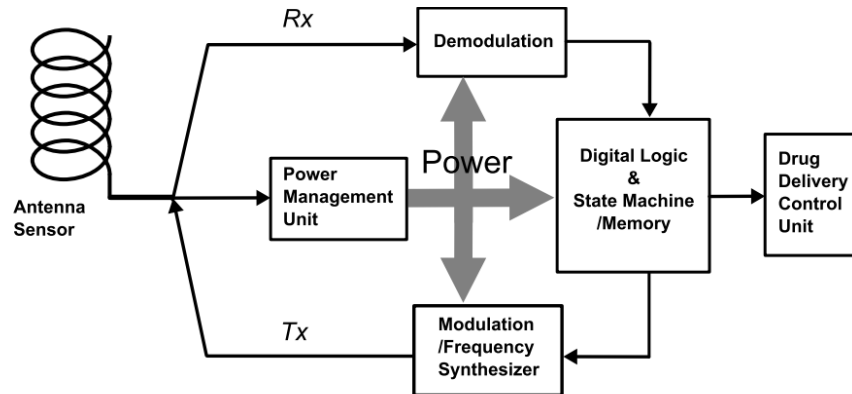 Rx
Demodulation
Power
Antenna
Sensor
Power
Management
Unit
Digital Logic
&
State Machine
/Memory
Drug
Delivery
Control
Unit
Tx
Modulation
/Frequency
Synthesizer